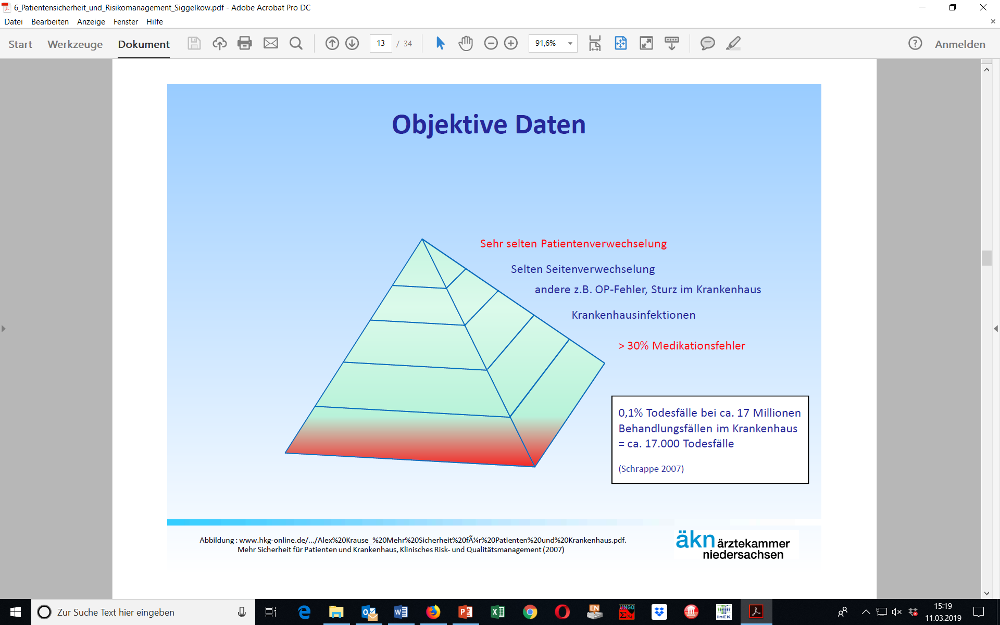 6_Patientensicherheit_und_Risikomanagement_Siggelkow.pdf - Adobe Acrobat Pro DC
Datei Bearbeiten Anzeige Fenster Hilfe
Start Werkzeuge Dokument 13 / 34 91,6% Anmelden
Objektive Daten
Sehr selten Patientenverwechselung
Selten Seitenverwechselung
andere z.B. OP-Fehler, Sturz im Krankenhaus
Krankenhausinfektionen
> 30% Medikationsfehler
0,1% Todesfälle bei ca. 17 Millionen
Behandlungsfällen im Krankenhaus
= ca. 17.000 Todesfälle
(Schrappe 2007)
Abbildung : www.hkg-online.de/.../Alex%20Krause_%20Mehr%20Sicherheit%20fÃ¼r%20Patienten%20und%20Krankenhaus.pdf.
Mehr Sicherheit für Patienten und Krankenhaus, Klinisches Risk- und Qualitätsmanagement (2007)
äkn ärztekammer
niedersachsen
Zur Suche Text hier eingeben
EN
LINGO
InEK
15:19
11.03.2019